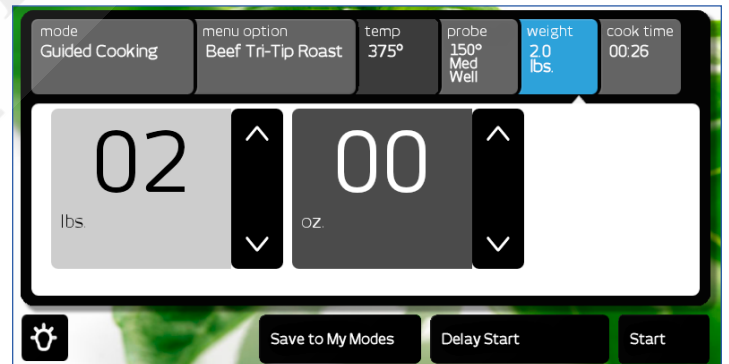 mode
Guided Cooking
menu option
Beef Tri-Tip Roast
temp
375°
probe
150°
Med
Well
weight
2.0
lbs.
cook time
00:26
02
lbs.
00
oz.
Save to My Modes
Delay Start
Start